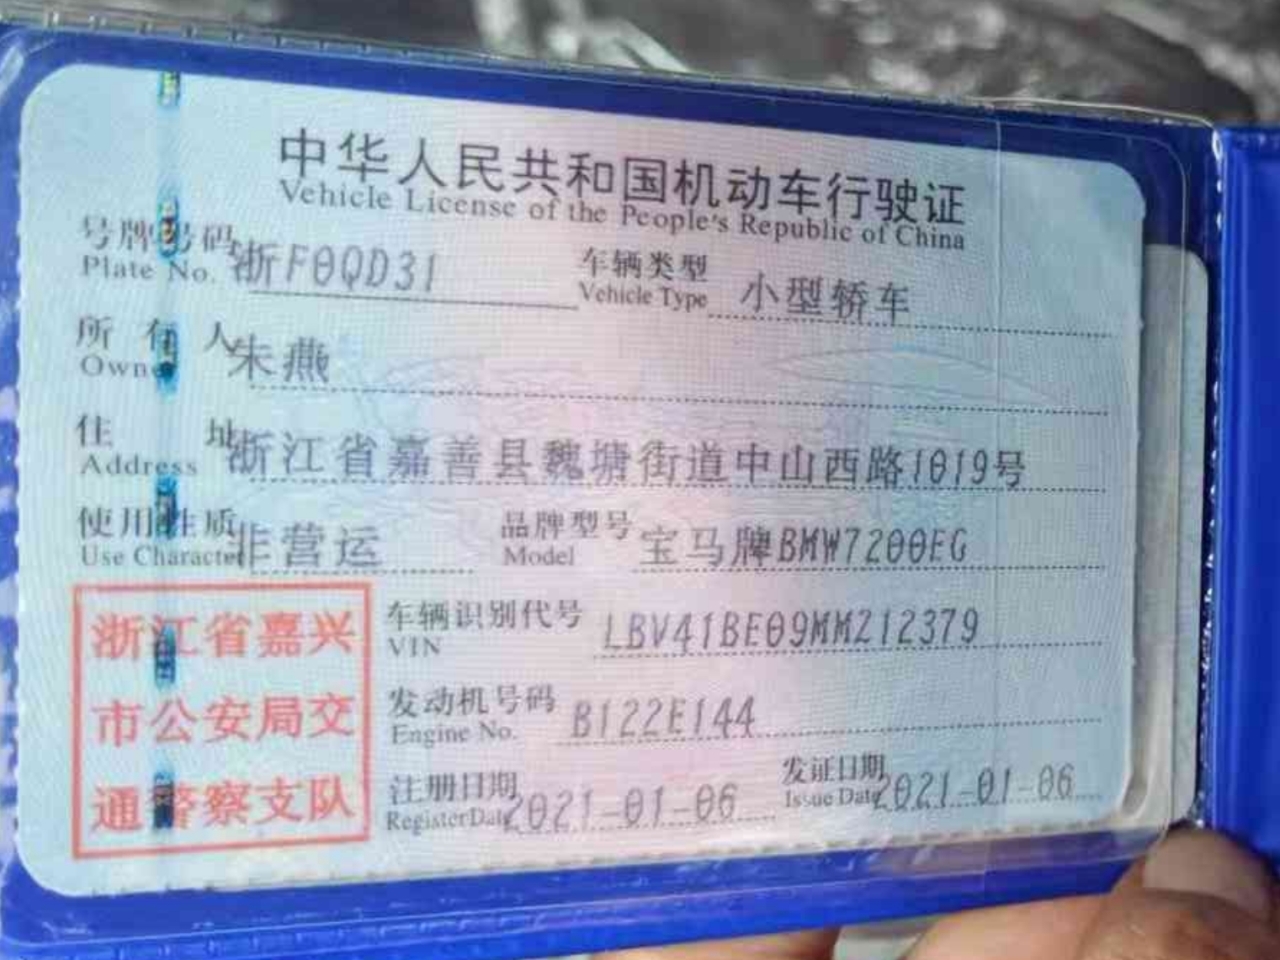 中华人民共和国机动车行驶证
Vehicle License of the People's Republic of China
号牌号码 浙F0QD31 车辆类型 小型轿车
Plate No. Vehicle Type
所有人 朱燕
Owner
住址 浙江省嘉善县魏塘街道中山西路1019号
Address
使用性质 非营运 品牌型号 宝马牌BMW7200EG
Use Character Model
浙江省嘉兴
市公安局交
通警察支队
车辆识别代号 LBV41BE09MM212379
VIN
发动机号码 B122E144
Engine No.
注册日期 2021-01-06 发证日期 2021-01-06
Register Date Issue Date